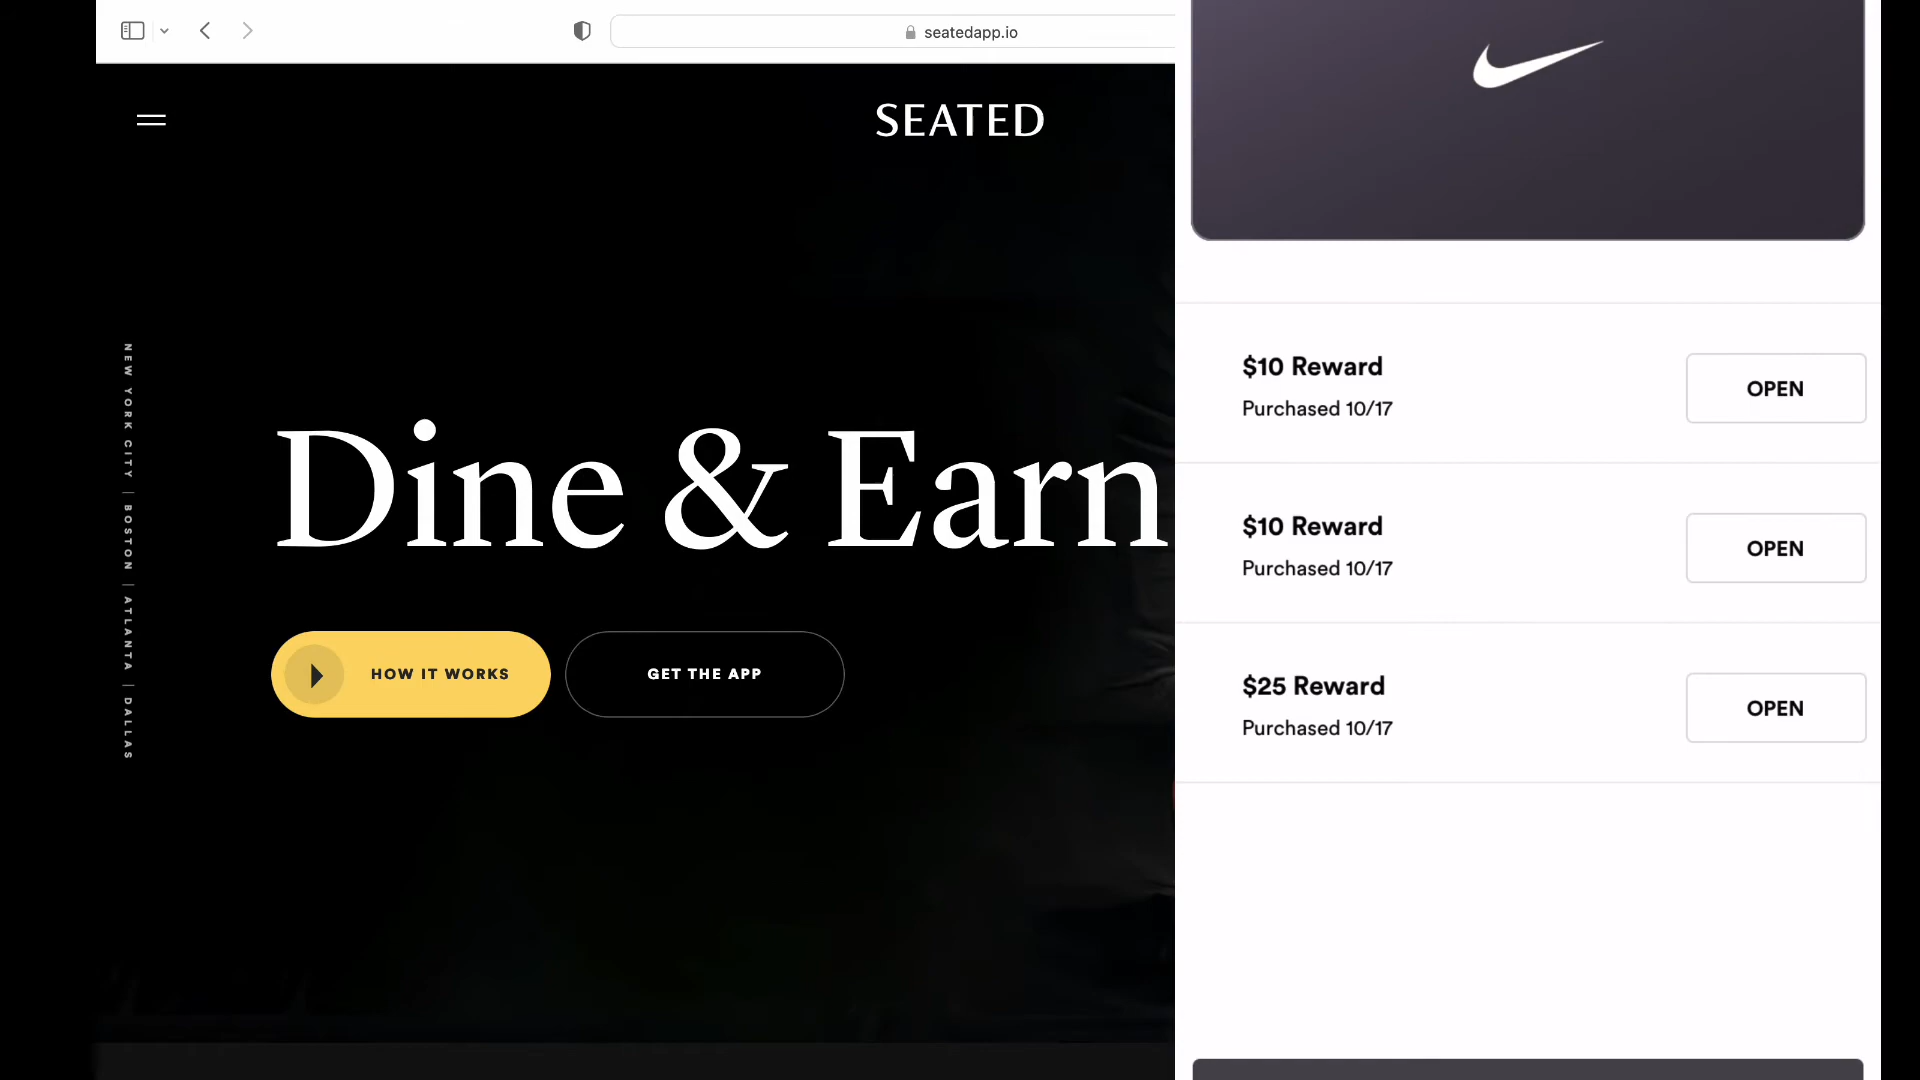 seatedapp.io
SEATED
NEW YORK CITY | BOSTON | ATLANTA | DALLAS
Dine & Earn
HOW IT WORKS
GET THE APP
$10 Reward
Purchased 10/17
OPEN
$10 Reward
Purchased 10/17
OPEN
$25 Reward
Purchased 10/17
OPEN